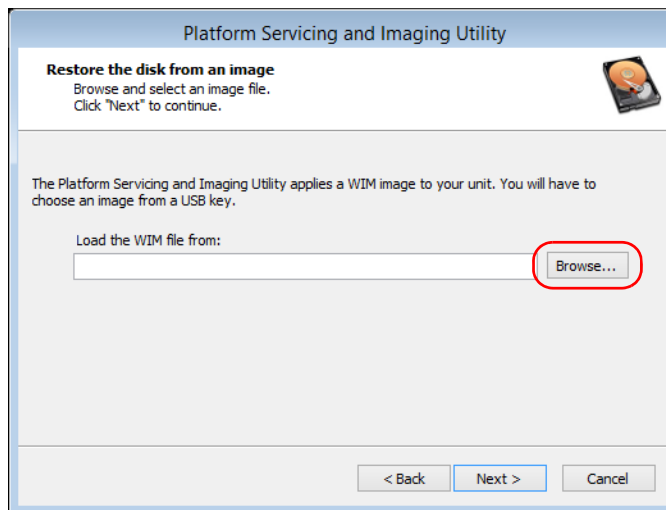 Platform Servicing and Imaging Utility
Restore the disk from an image
Browse and select an image file.
Click "Next" to continue.
The Platform Servicing and Imaging Utility applies a WIM image to your unit. You will have to
choose an image from a USB key.
Load the WIM file from:
Browse...
< Back Next > Cancel